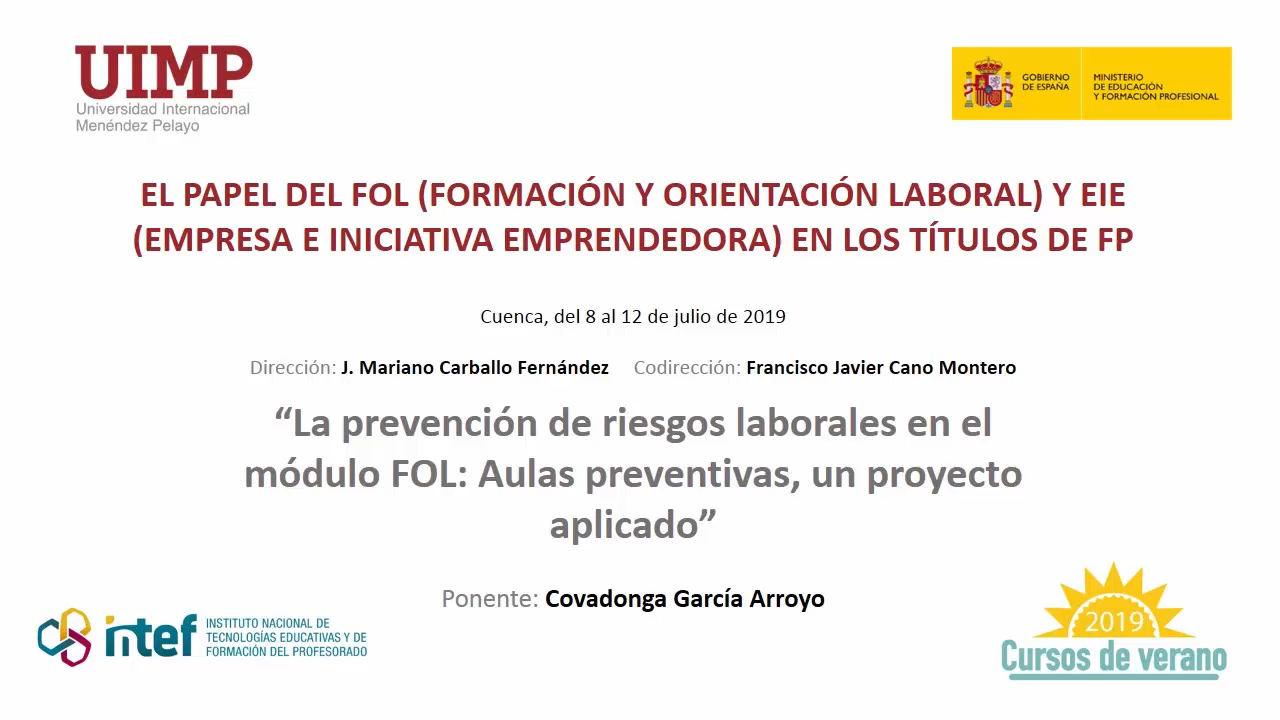 UIMP
Universidad Internacional
Menéndez Pelayo
GOBIERNO
DE ESPAÑA
MINISTERIO
DE EDUCACIÓN
Y FORMACIÓN PROFESIONAL
EL PAPEL DEL FOL (FORMACIÓN Y ORIENTACIÓN LABORAL) Y EIE
(EMPRESA E INICIATIVA EMPRENDEDORA) EN LOS TÍTULOS DE FP
Cuenca, del 8 al 12 de julio de 2019
Dirección: J. Mariano Carballo Fernández Codirección: Francisco Javier Cano Montero
“La prevención de riesgos laborales en el
módulo FOL: Aulas preventivas, un proyecto
aplicado”
Ponente: Covadonga García Arroyo
intef
INSTITUTO NACIONAL DE
TECNOLOGÍAS EDUCATIVAS Y DE
FORMACIÓN DEL PROFESORADO
2019
Cursos de verano